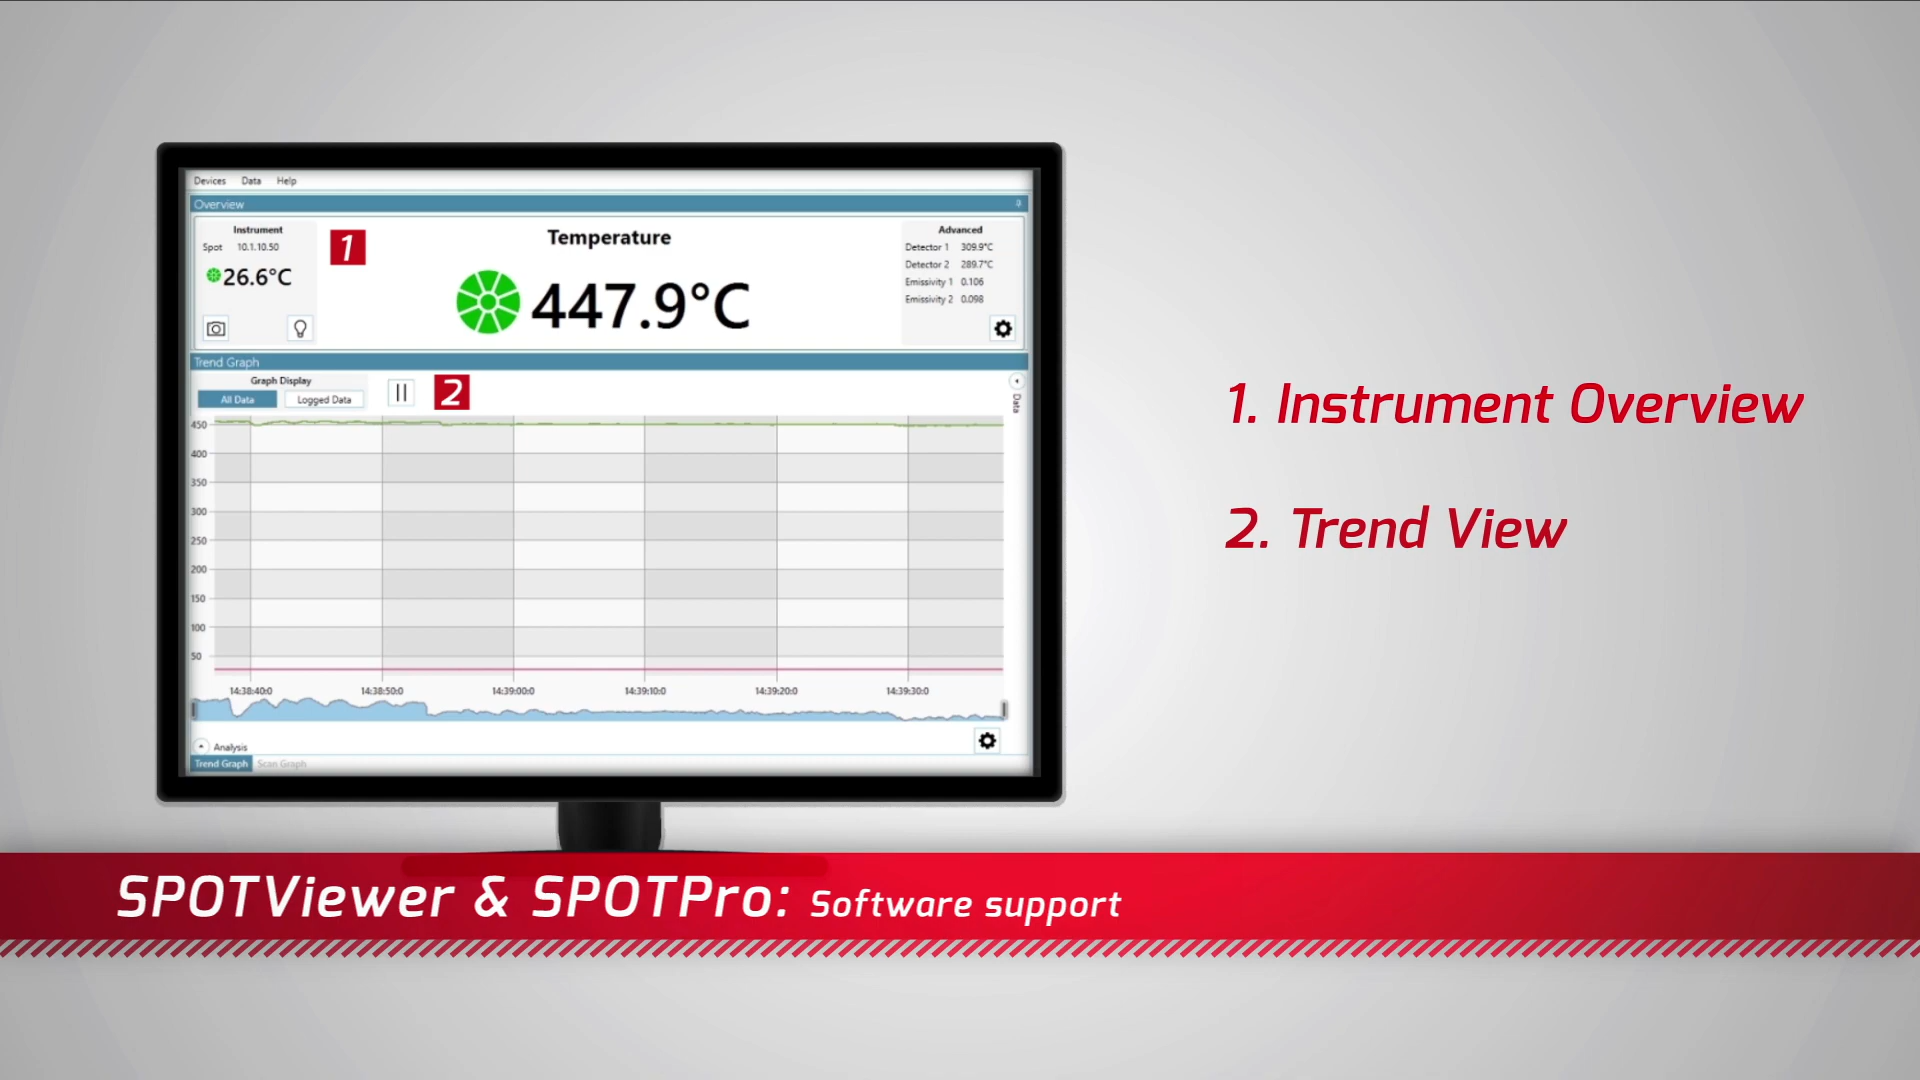 Devices Data Help
Overview
Instrument
Spot 10.1.10.50
26.6°C
1
Temperature
447.9°C
Advanced
Detector 1 309.9°C
Detector 2 289.7°C
Emissivity 1 0.106
Emissivity 2 0.098
Trend Graph
Graph Display
All Data Logged Data
2
Data
450
400
350
300
250
200
150
100
50
14:38:40:0 14:38:50:0 14:39:00:0 14:39:10:0 14:39:20:0 14:39:30:0
Analysis
Trend Graph Scan Graph
1. Instrument Overview
2. Trend View
SPOTViewer & SPOTPro: Software support